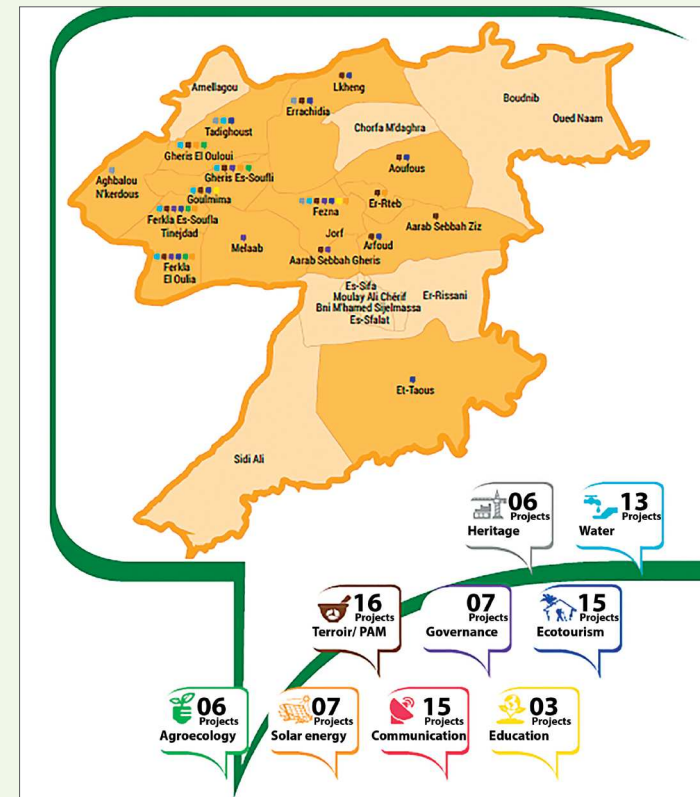 Amellagou
Lkheng
Errachidia
Boudnib
Oued Naam
Tadighoust
Chorfa M'daghra
Gheris El Ouloui
Aoufous
Gheris Es-Soufli
Aghbalou
N'kerdous
Goulmima
Er-Rteb
Fezna
Ferkla Es-Soufla
Tinejdad
Aarab Sebbah Ziz
Jorf
Melaab
Arfoud
Aarab Sebbah Gheris
Ferkla
El Oulia
Es-Sifa
Moulay Ali Chérif
Bni M'hamed Sijelmassa
Es-Sfalat
Er-Rissani
Et-Taous
Sidi Ali
06
Projects
Heritage
13
Projects
Water
16
Projects
Terroir/ PAM
07
Projects
Governance
15
Projects
Ecotourism
06
Projects
Agroecology
07
Projects
Solar energy
15
Projects
Communication
03
Projects
Education